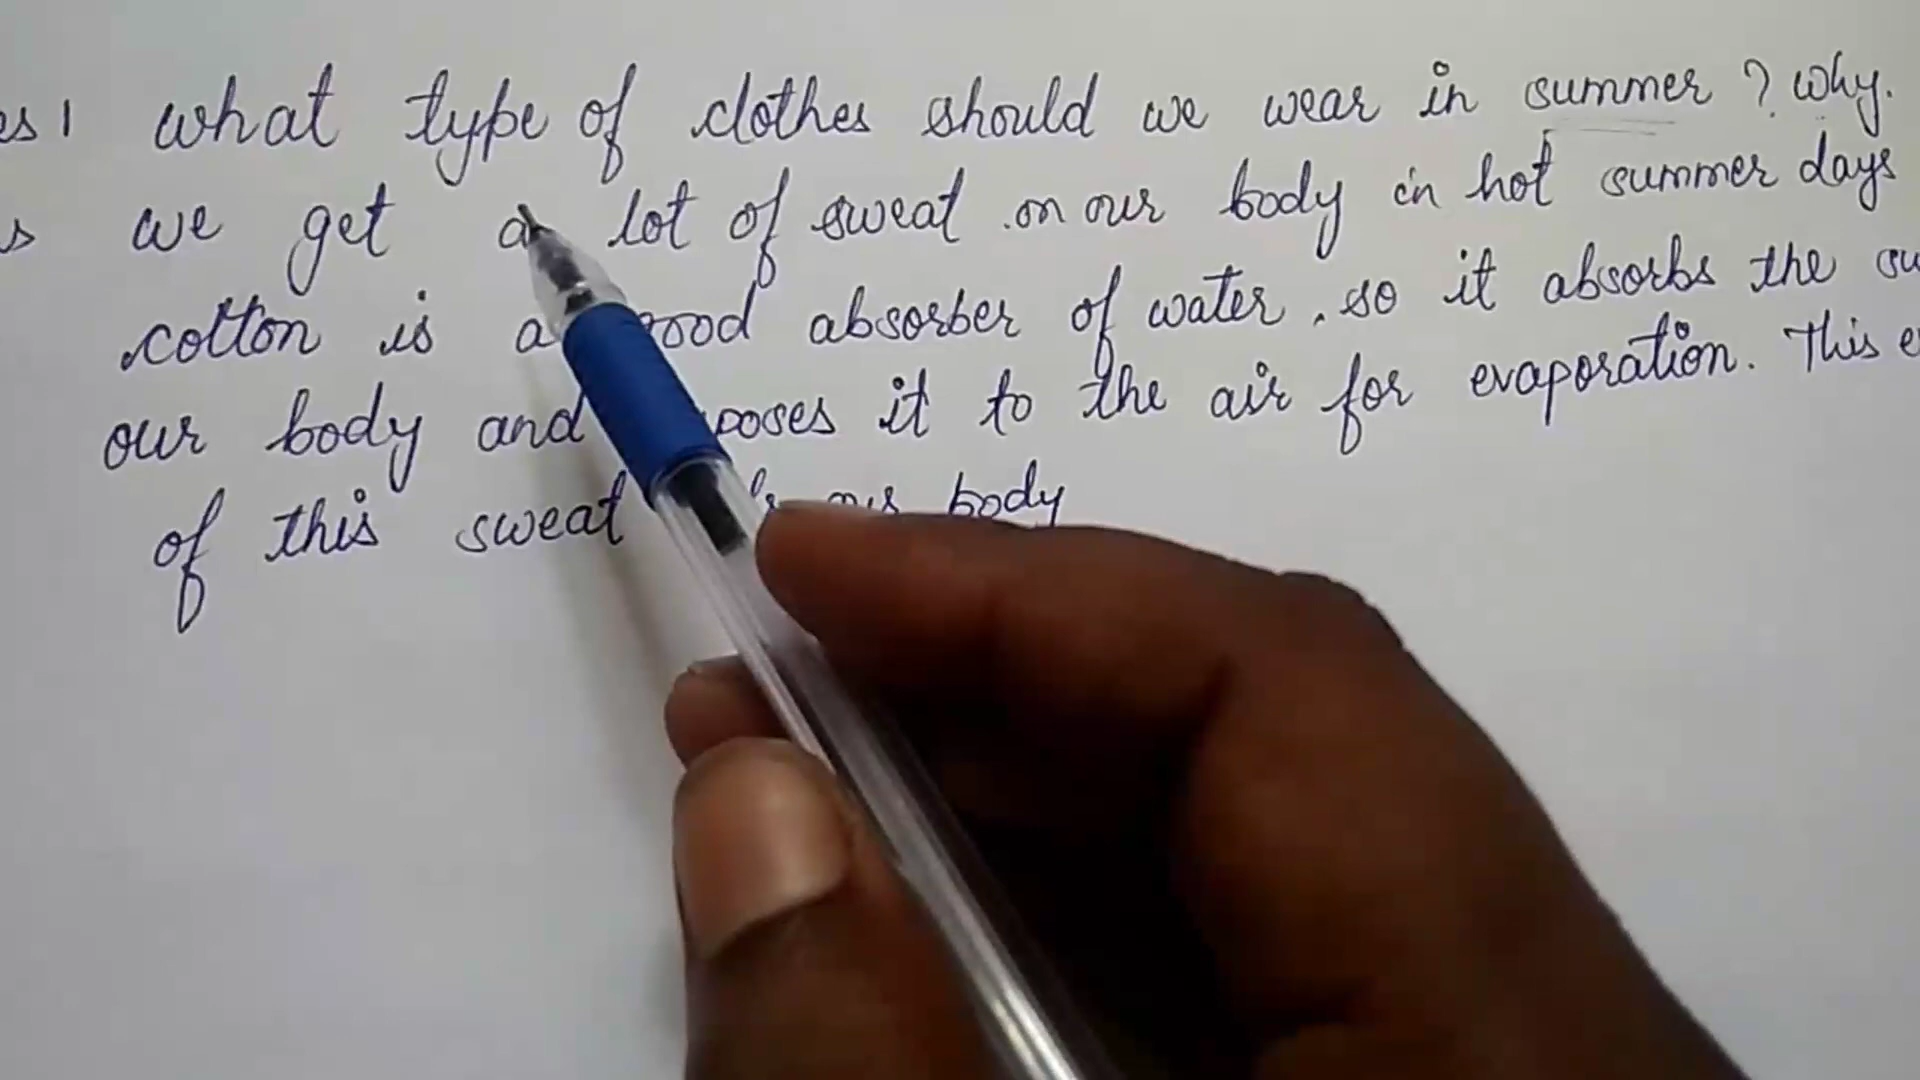 1 what type of clothes should we wear in summer ? why.
we get a lot of sweat on our body in hot summer days
cotton is a good absorber of water. so it absorbs the
our body and it to the air for evaporation. This
of this sweat our body